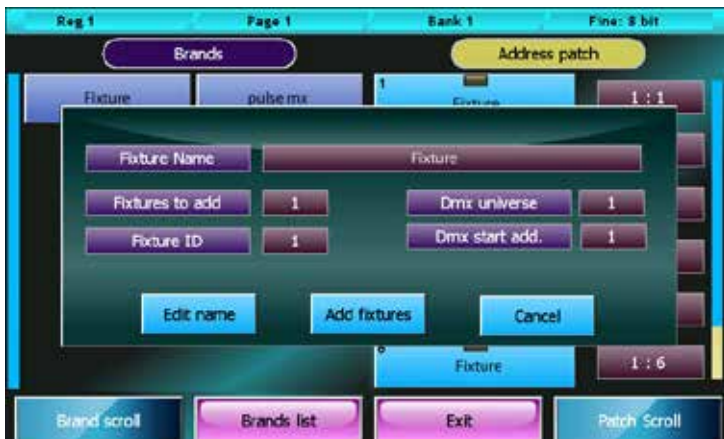 Reg 1 Page 1 Bank 1 Fine: 8 bit
Brands Address patch
Fixture pulse mx 1 Fixture 1 : 1
Fixture Name Fixture
Fixtures to add 1 Dmx universe 1
Fixture ID 1 Dmx start add. 1
Edit name Add fixtures Cancel
Fixture 1 : 6
Brand scroll Brands list Exit Patch Scroll